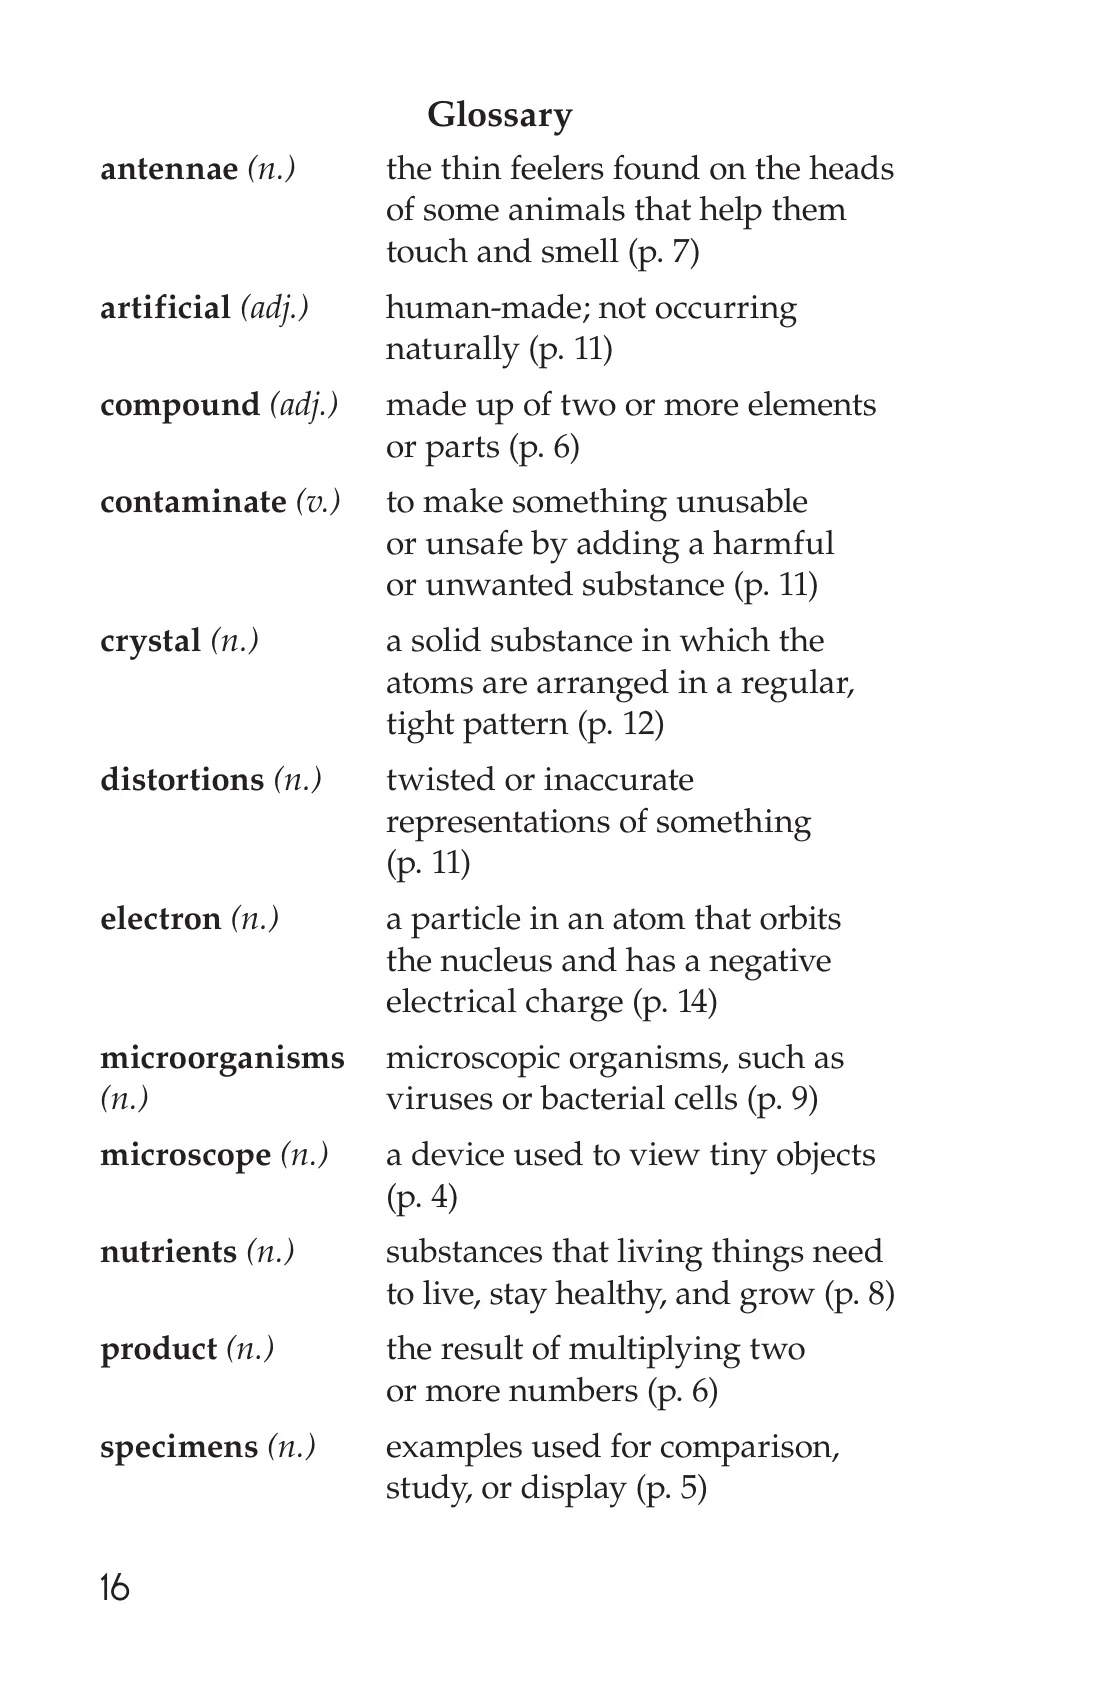 Glossary
antennae (n.) the thin feelers found on the heads
of some animals that help them
touch and smell (p. 7)
artificial (adj.) human-made; not occurring
naturally (p. 11)
compound (adj.) made up of two or more elements
or parts (p. 6)
contaminate (v.) to make something unusable
or unsafe by adding a harmful
or unwanted substance (p. 11)
crystal (n.) a solid substance in which the
atoms are arranged in a regular,
tight pattern (p. 12)
distortions (n.) twisted or inaccurate
representations of something
(p. 11)
electron (n.) a particle in an atom that orbits
the nucleus and has a negative
electrical charge (p. 14)
microorganisms microscopic organisms, such as
(n.) viruses or bacterial cells (p. 9)
microscope (n.) a device used to view tiny objects
(p. 4)
nutrients (n.) substances that living things need
to live, stay healthy, and grow (p. 8)
product (n.) the result of multiplying two
or more numbers (p. 6)
specimens (n.) examples used for comparison,
study, or display (p. 5)
16